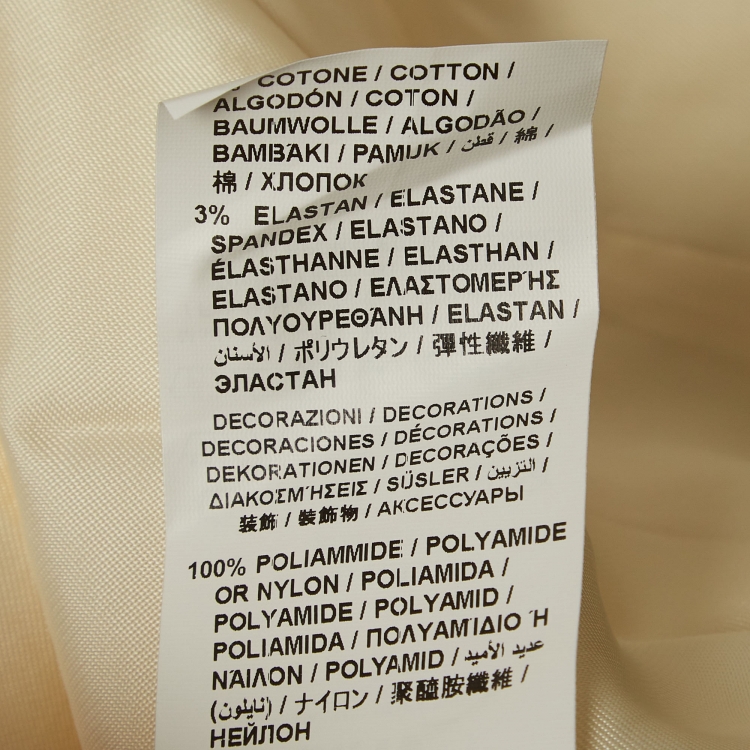 COTONE / COTTON /
ALGODÓN / COTON /
BAUMWOLLE / ALGODÃO /
BAMBΆKI / PAMUK / قطن / 綿 /
棉 / ХЛОПОК
3% ELASTAN / ELASTANE /
SPANDEX / ELASTANO /
ÉLASTHANNE / ELASTHAN /
ELASTANO / ΕΛΑΣΤΟΜΕΡΉΣ
ΠΟΛΥΟΥΡΕΘΆΝΗ / ELASTAN /
الأسنان / ポリウレタン / 彈性纖維 /
ЭЛАСТАН
DECORAZIONI / DECORATIONS /
DECORACIONES / DÉCORATIONS /
DEKORATIONEN / DECORAÇÕES /
ΔΙΑΚΟΣΜΉΣΕΙΣ / SÜSLER / التزيين /
装飾 / 裝飾物 / АКСЕССУАРЫ
100% POLIAMMIDE / POLYAMIDE
OR NYLON / POLIAMIDA /
POLYAMIDE / POLYAMID /
POLIAMIDA / ΠΟΛΥΑΜΊΔΙΟ Ή
ΝΆΙΛΟΝ / POLYAMID / عديد الأميد
(نايلون) / ナイロン / 聚醯胺纖維 /
НЕЙЛОН